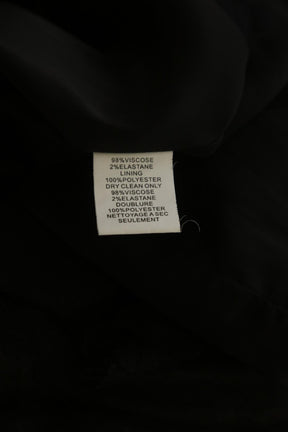 98%VISCOSE
2%ELASTANE
LINING
100%POLYESTER
DRY CLEAN ONLY
98%VISCOSE
2%ELASTANE
DOUBLURE
100%POLYESTER
NETTOYAGE A SEC
SEULEMENT